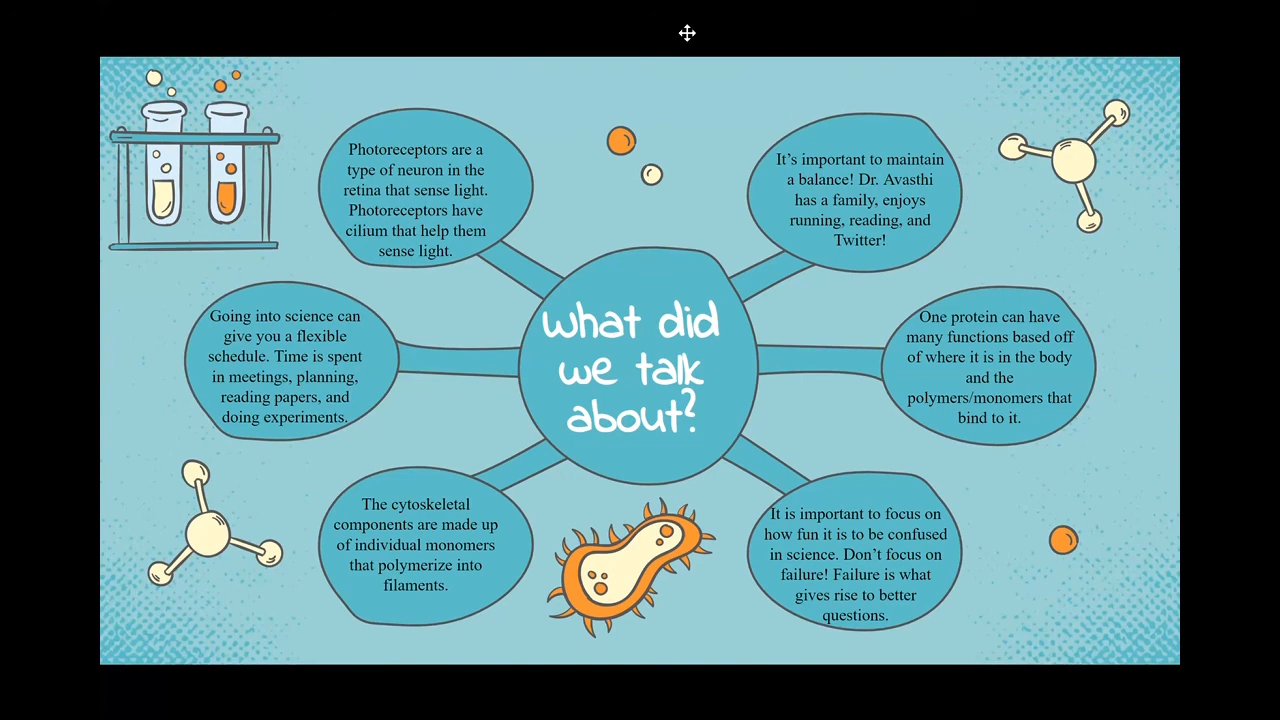 Photoreceptors are a
type of neuron in the
retina that sense light.
Photoreceptors have
cilium that help them
sense light.
It's important to maintain
a balance! Dr. Avasthi
has a family, enjoys
running, reading, and
Twitter!
Going into science can
give you a flexible
schedule. Time is spent
in meetings, planning,
reading papers, and
doing experiments.
What did
we talk
about?
One protein can have
many functions based off
of where it is in the body
and the
polymers/monomers that
bind to it.
The cytoskeletal
components are made up
of individual monomers
that polymerize into
filaments.
It is important to focus on
how fun it is to be confused
in science. Don't focus on
failure! Failure is what
gives rise to better
questions.